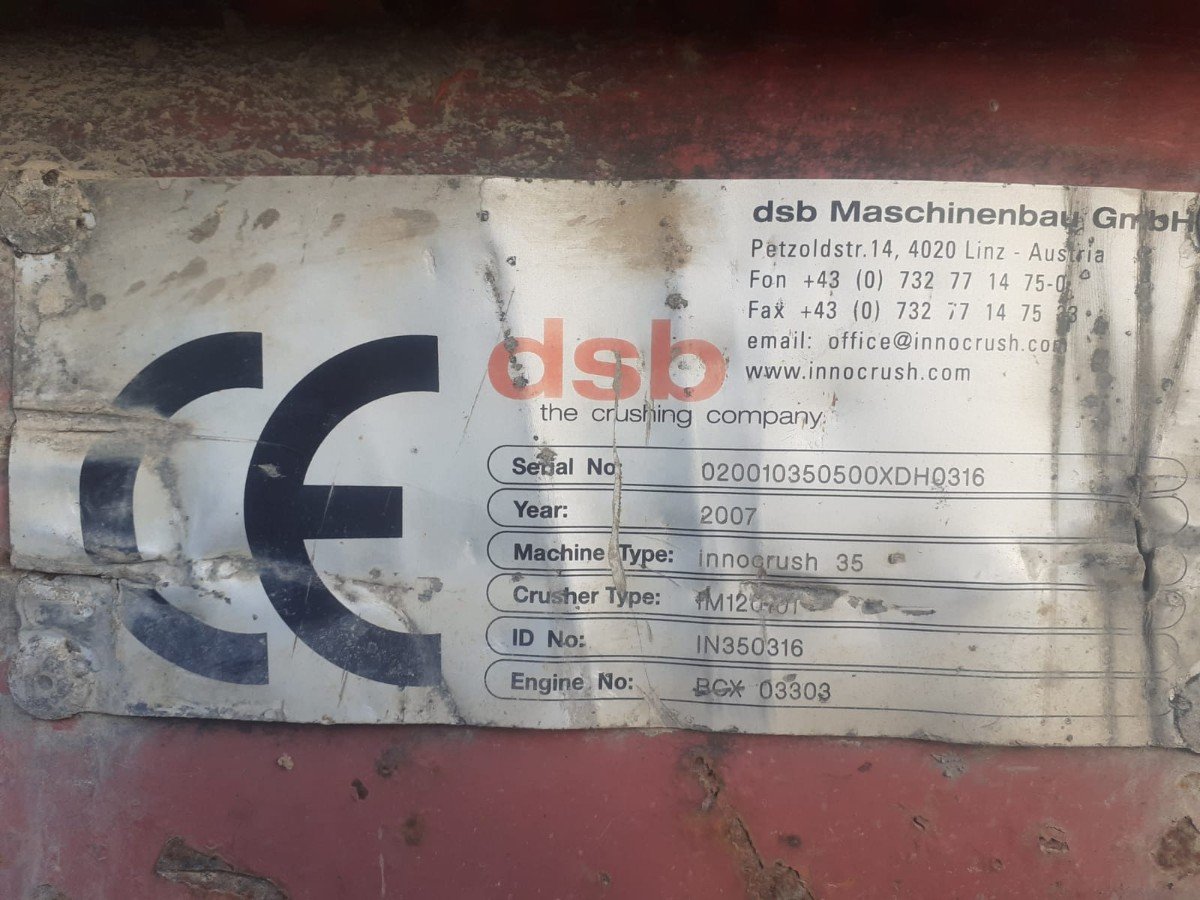 dsb Maschinenbau GmbH
Petzoldstr.14, 4020 Linz - Austria
Fon +43 (0) 732 77 14 75-0
Fax +43 (0) 732 77 14 75
email: office@innocrush.com
www.innocrush.com
CE
dsb
the crushing company
Serial No: 020010350500XDH0316
Year: 2007
Machine Type: innocrush 35
Crusher Type:
ID No: IN350316
Engine No: BGX 03303